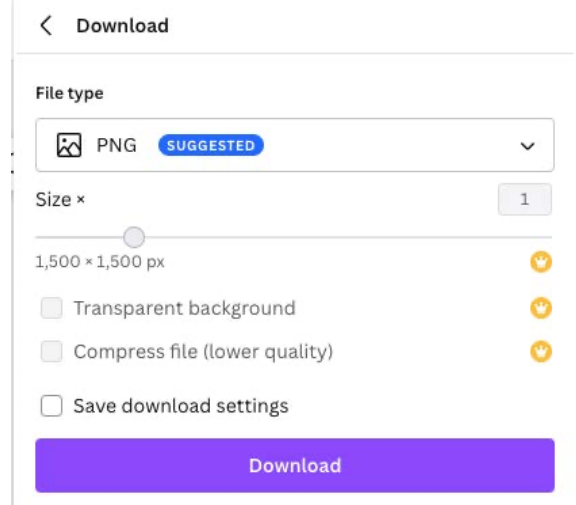 Download
File type
PNG SUGGESTED
Size × 1
1,500 × 1,500 px
Transparent background
Compress file (lower quality)
Save download settings
Download